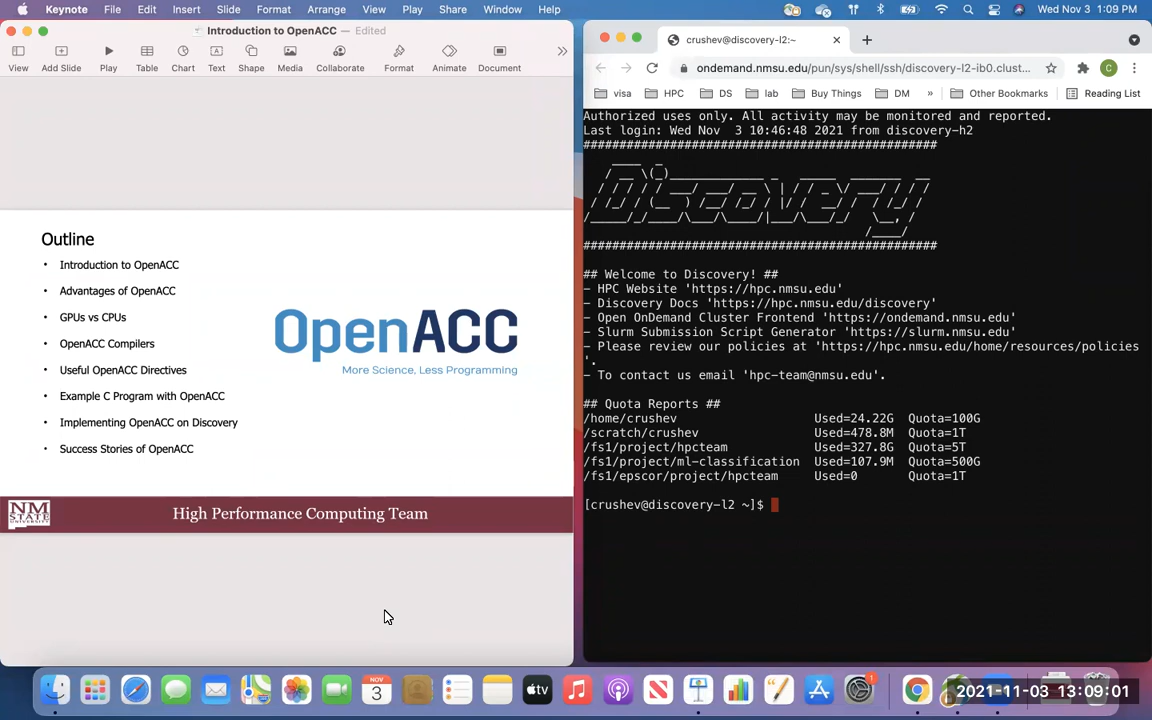 Keynote File Edit Insert Slide Format Arrange View Play Share Window Help Wed Nov 3 1:09 PM
Introduction to OpenACC — Edited
View Add Slide Play Table Chart Text Shape Media Collaborate Format Animate Document
Outline
• Introduction to OpenACC
• Advantages of OpenACC
• GPUs vs CPUs
• OpenACC Compilers
• Useful OpenACC Directives
• Example C Program with OpenACC
• Implementing OpenACC on Discovery
• Success Stories of OpenACC
OpenACC
More Science, Less Programming
NM
STATE
High Performance Computing Team
crushev@discovery-l2:~
ondemand.nmsu.edu/pun/sys/shell/ssh/discovery-l2-ib0.clust...
C
visa HPC DS lab Buy Things DM » Other Bookmarks Reading List
Authorized uses only. All activity may be monitored and reported.
Last login: Wed Nov  3 10:46:48 2021 from discovery-h2
#################################################
Discovery
#################################################
## Welcome to Discovery! ##
- HPC Website 'https://hpc.nmsu.edu'
- Discovery Docs 'https://hpc.nmsu.edu/discovery'
- Open OnDemand Cluster Frontend 'https://ondemand.nmsu.edu'
- Slurm Submission Script Generator 'https://slurm.nmsu.edu'
- Please review our policies at 'https://hpc.nmsu.edu/home/resources/policies
'.
- To contact us email 'hpc-team@nmsu.edu'.
## Quota Reports ##
/home/crushev Used=24.22G Quota=100G
/scratch/crushev Used=478.8M Quota=1T
/fs1/project/hpcteam Used=327.8G Quota=5T
/fs1/project/ml-classification Used=107.9M Quota=500G
/fs1/epscor/project/hpcteam Used=0 Quota=1T
[crushev@discovery-l2 ~]$
NOV
3
tv
1
2021-11-03 13:09:01